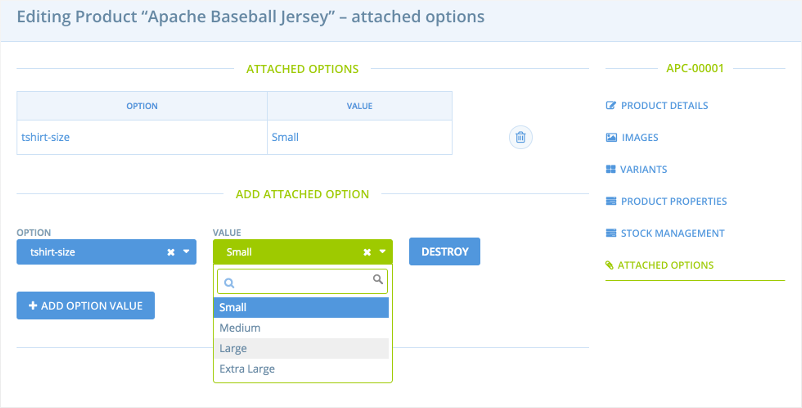 Editing Product “Apache Baseball Jersey” – attached options
ATTACHED OPTIONS
OPTION VALUE
tshirt-size Small
ADD ATTACHED OPTION
OPTION VALUE
tshirt-size Small DESTROY
Small
Medium
Large
Extra Large
ADD OPTION VALUE
APC-00001
PRODUCT DETAILS
IMAGES
VARIANTS
PRODUCT PROPERTIES
STOCK MANAGEMENT
ATTACHED OPTIONS